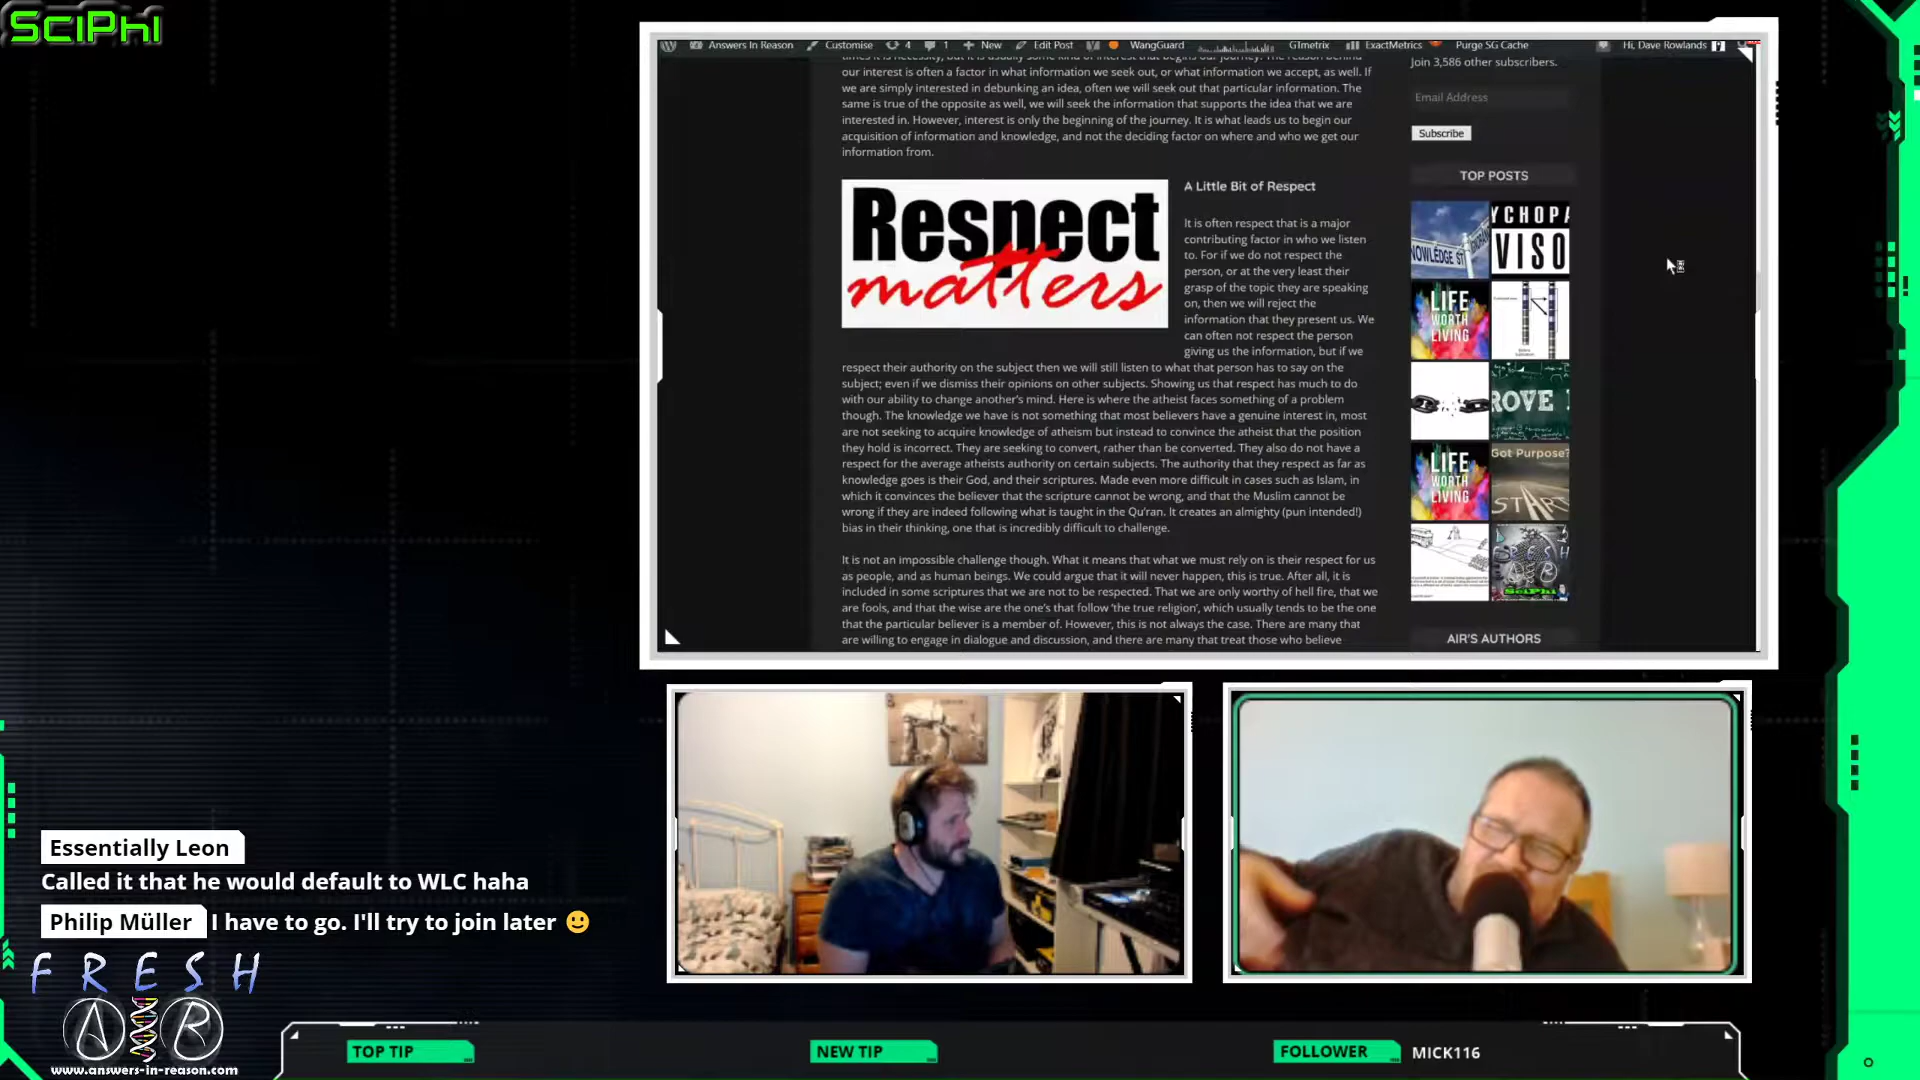 SCIPHI
Answers In Reason Customise 4 1 New Edit Post WangGuard GTmetrix ExactMetrics Purge SG Cache Hi, Dave Rowlands
our interest is often a factor in what information we seek out, or what information we accept, as well. If
we are simply interested in debunking an idea, often we will seek out that particular information. The
same is true of the opposite as well, we will seek the information that supports the idea that we are
interested in. However, interest is only the beginning of the journey. It is what leads us to begin our
acquisition of information and knowledge, and not the deciding factor on where and who we get our
information from.
Respect
matters
A Little Bit of Respect
It is often respect that is a major
contributing factor in who we listen
to. For if we do not respect the
person, or at the very least their
grasp of the topic they are speaking
on, then we will reject the
information that they present us. We
can often not respect the person
giving us the information, but if we
respect their authority on the subject then we will still listen to what that person has to say on the
subject; even if we dismiss their opinions on other subjects. Showing us that respect has much to do
with our ability to change another's mind. Here is where the atheist faces something of a problem
though. The knowledge we have is not something that most believers have a genuine interest in, most
are not seeking to acquire knowledge of atheism but instead to convince the atheist that the position
they hold is incorrect. They are seeking to convert, rather than be converted. They also do not have a
respect for the average atheists authority on certain subjects. The authority that they respect as far as
knowledge goes is their God, and their scriptures. Made even more difficult in cases such as Islam, in
which it convinces the believer that the scripture cannot be wrong, and that the Muslim cannot be
wrong if they are indeed following what is taught in the Qu'ran. It creates an almighty (pun intended!)
bias in their thinking, one that is incredibly difficult to challenge.
It is not an impossible challenge though. What it means that what we must rely on is their respect for us
as people, and as human beings. We could argue that it will never happen, this is true. After all, it is
included in some scriptures that we are not to be respected. That we are only worthy of hell fire, that we
are fools, and that the wise are the one's that follow 'the true religion', which usually tends to be the one
that the particular believer is a member of. However, this is not always the case. There are many that
are willing to engage in dialogue and discussion, and there are many that treat those who believe
Join 3,586 other subscribers.
Email Address
Subscribe
TOP POSTS
NOWLEDGE ST
YCHOPA
VISO
LIFE
WORTH
LIVING
ROVE
LIFE
WORTH
LIVING
Got Purpose?
START
FRESH
AIR
SciPhi
AIR'S AUTHORS
Essentially Leon
Called it that he would default to WLC haha
Philip Müller I have to go. I'll try to join later 🙂
FRESH
AIR
www.answers-in-reason.com
TOP TIP
NEW TIP
FOLLOWER MICK116